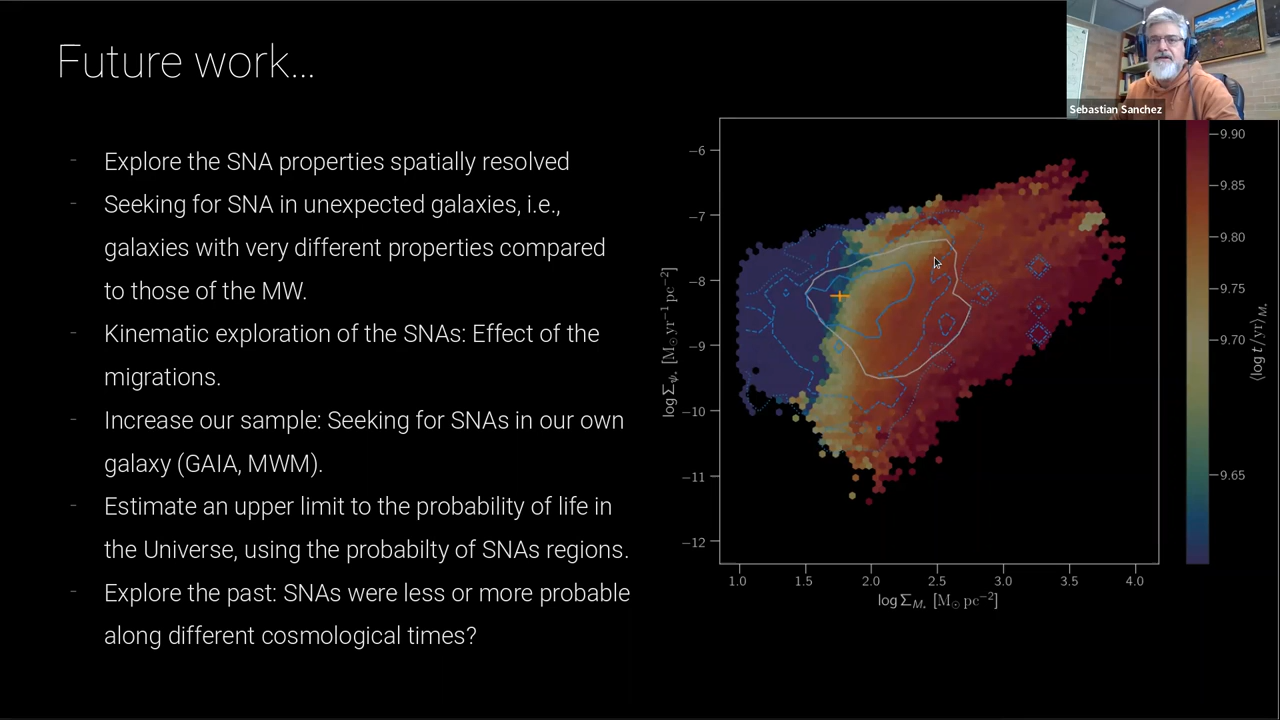 Future work...
Sebastian Sanchez
- Explore the SNA properties spatially resolved
- Seeking for SNA in unexpected galaxies, i.e.,
galaxies with very different properties compared
to those of the MW.
- Kinematic exploration of the SNAs: Effect of the
migrations.
- Increase our sample: Seeking for SNAs in our own
galaxy (GAIA, MWM).
- Estimate an upper limit to the probability of life in
the Universe, using the probabilty of SNAs regions.
- Explore the past: SNAs were less or more probable
along different cosmological times?
log Σψ⋆ [M⊙ yr⁻¹ pc⁻²]
−6
−7
−8
−9
−10
−11
−12
1.0 1.5 2.0 2.5 3.0 3.5 4.0
log ΣM⋆ [M⊙ pc⁻²]
9.90
9.85
9.80
9.75
9.70
9.65
⟨log t/yr⟩M⋆